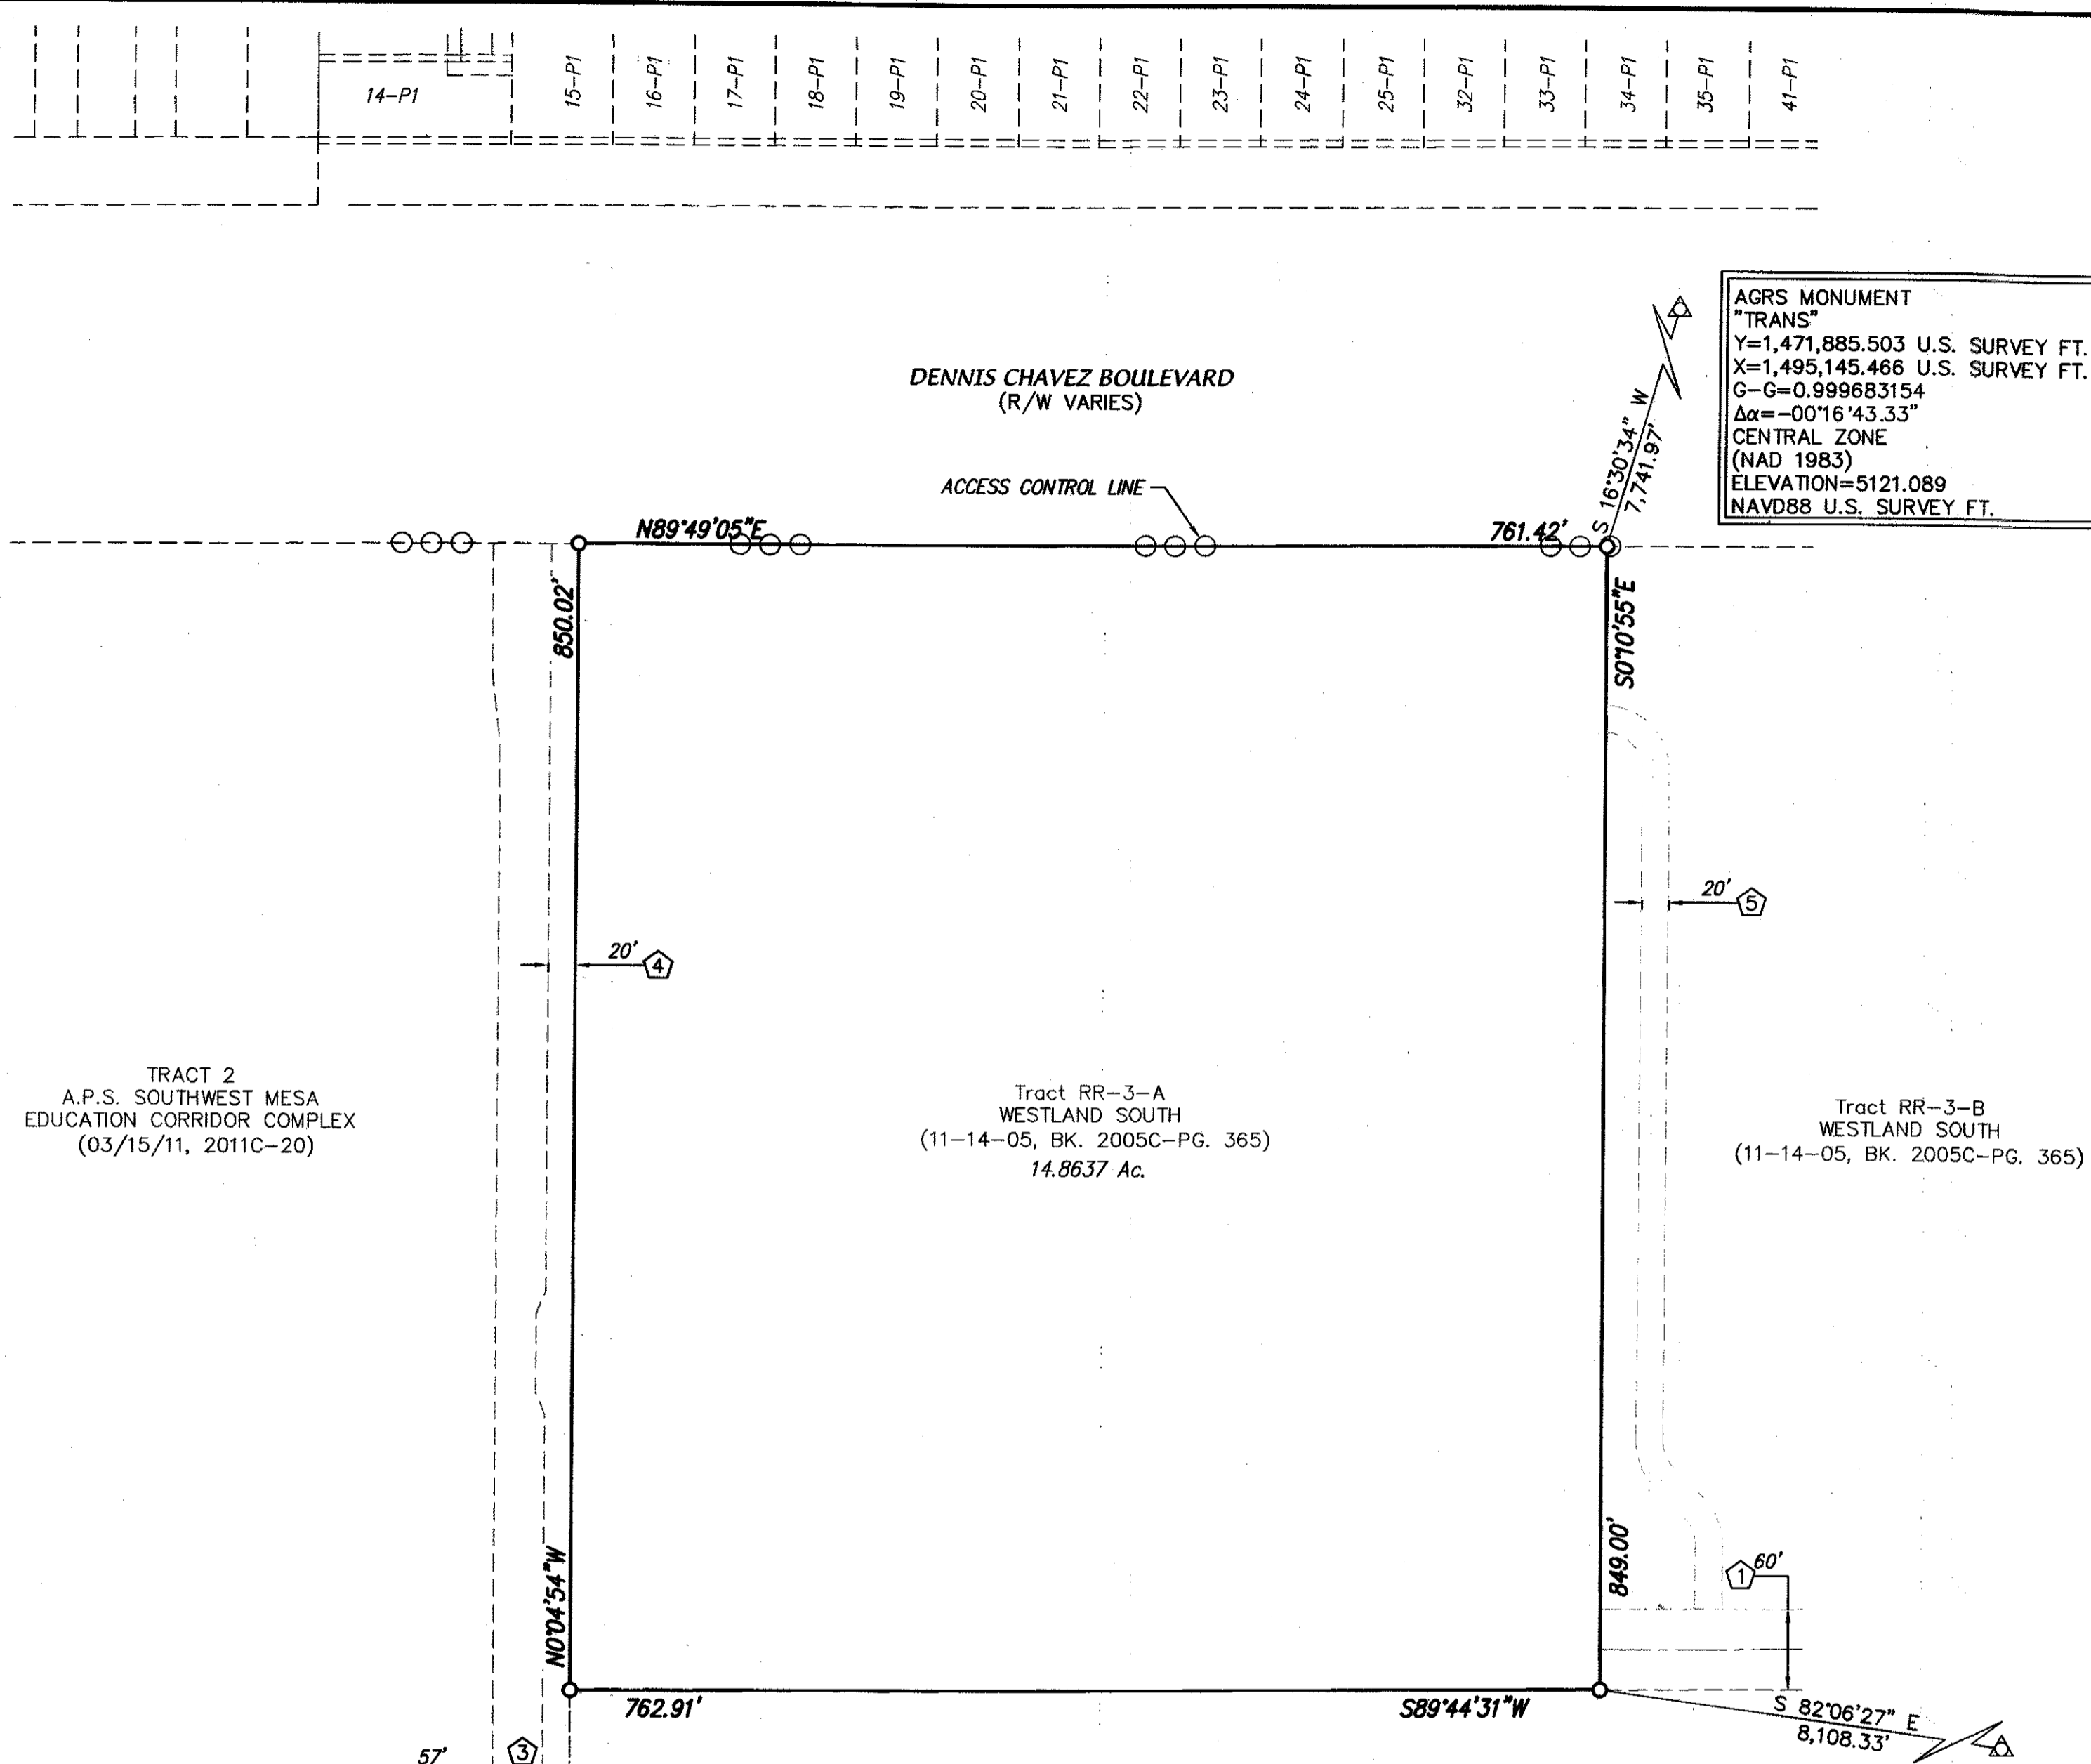 14-P1
15-P1
16-P1
17-P1
18-P1
19-P1
20-P1
21-P1
22-P1
23-P1
24-P1
25-P1
32-P1
33-P1
34-P1
35-P1
41-P1
AGRS MONUMENT
"TRANS"
Y=1,471,885.503 U.S. SURVEY FT.
X=1,495,145.466 U.S. SURVEY FT.
G-G=0.999683154
Δα=-00°16'43.33"
CENTRAL ZONE
(NAD 1983)
ELEVATION=5121.089
NAVD88 U.S. SURVEY FT.
DENNIS CHAVEZ BOULEVARD
(R/W VARIES)
S 16°30'34" W
7,741.97'
ACCESS CONTROL LINE
N89°49'05"E
761.42'
850.02'
S0°10'55"E
20'
5
20'
4
TRACT 2
A.P.S. SOUTHWEST MESA
EDUCATION CORRIDOR COMPLEX
(03/15/11, 2011C-20)
Tract RR-3-A
WESTLAND SOUTH
(11-14-05, BK. 2005C-PG. 365)
14.8637 Ac.
Tract RR-3-B
WESTLAND SOUTH
(11-14-05, BK. 2005C-PG. 365)
N0°04'54"W
849.00'
1
60'
762.91'
S89°44'31"W
S 82°06'27" E
8,108.33'
57'
3